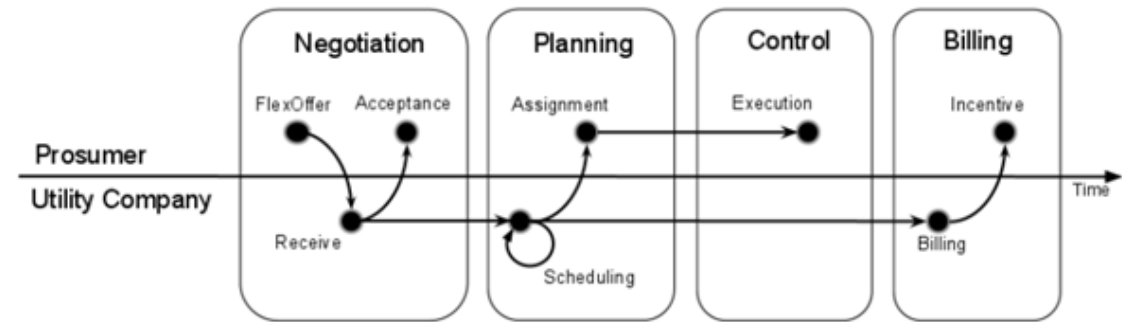 Negotiation
Planning
Control
Billing
FlexOffer
Acceptance
Assignment
Execution
Incentive
Prosumer
Utility Company
Time
Receive
Billing
Scheduling